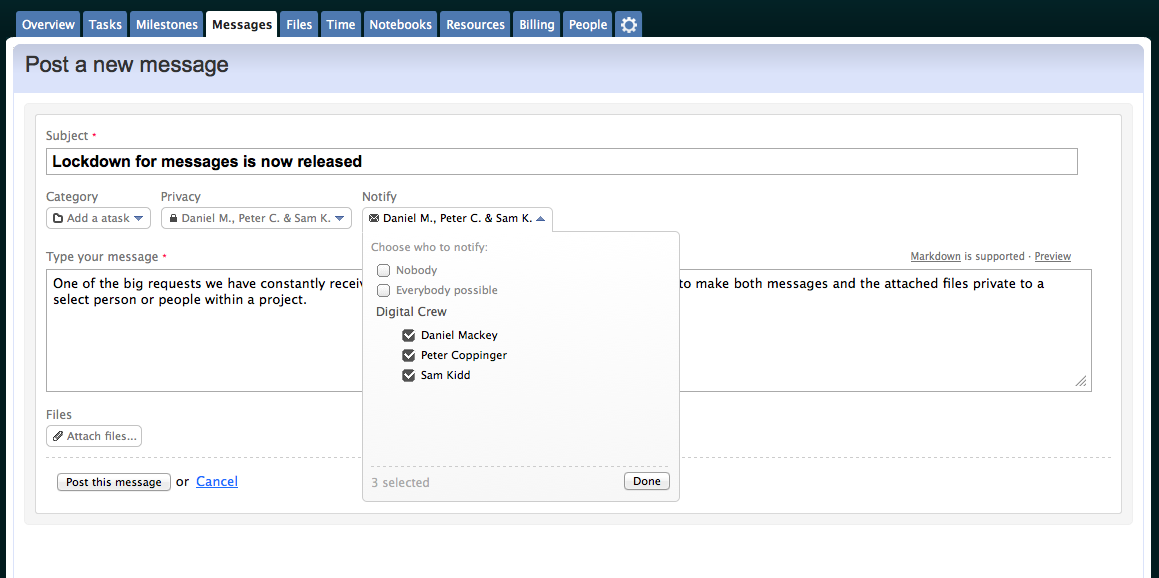 Overview Tasks Milestones Messages Files Time Notebooks Resources Billing People
Post a new message
Subject *
Lockdown for messages is now released
Category Privacy Notify
Add a atask Daniel M., Peter C. & Sam K. Daniel M., Peter C. & Sam K.
Choose who to notify:
Nobody
Everybody possible
Digital Crew
Daniel Mackey
Peter Coppinger
Sam Kidd
3 selected Done
Type your message * Markdown is supported · Preview
One of the big requests we have constantly to make both messages and the attached files private to a
select person or people within a project.
Files
Attach files...
Post this message or Cancel